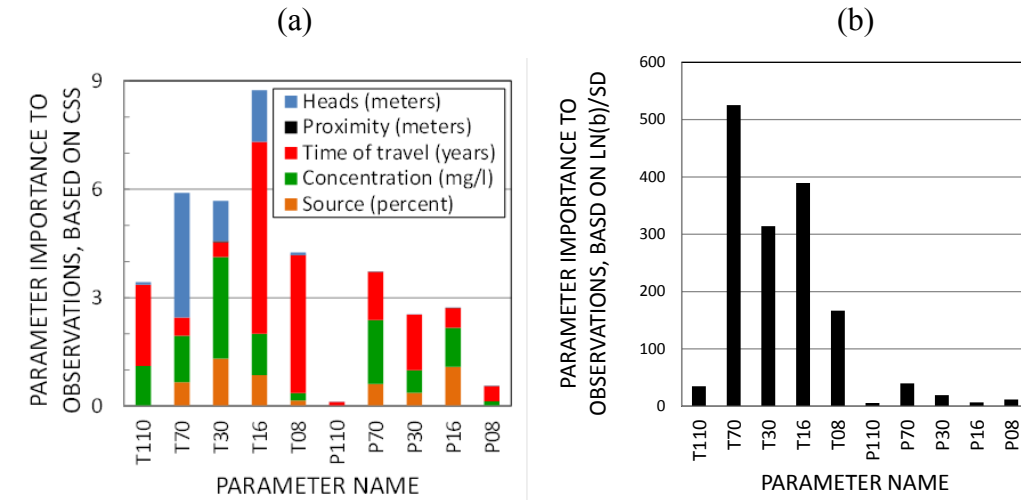 (a)
(b)
PARAMETER IMPORTANCE TO
OBSERVATIONS, BASED ON CSS
9
6
3
0
Heads (meters)
Proximity (meters)
Time of travel (years)
Concentration (mg/l)
Source (percent)
T110
T70
T30
T16
T08
P110
P70
P30
P16
P08
PARAMETER NAME
PARAMETER IMPORTANCE TO
OBSERVATIONS, BASD ON LN(b)/SD
600
500
400
300
200
100
0
T110
T70
T30
T16
T08
P110
P70
P30
P16
P08
PARAMETER NAME